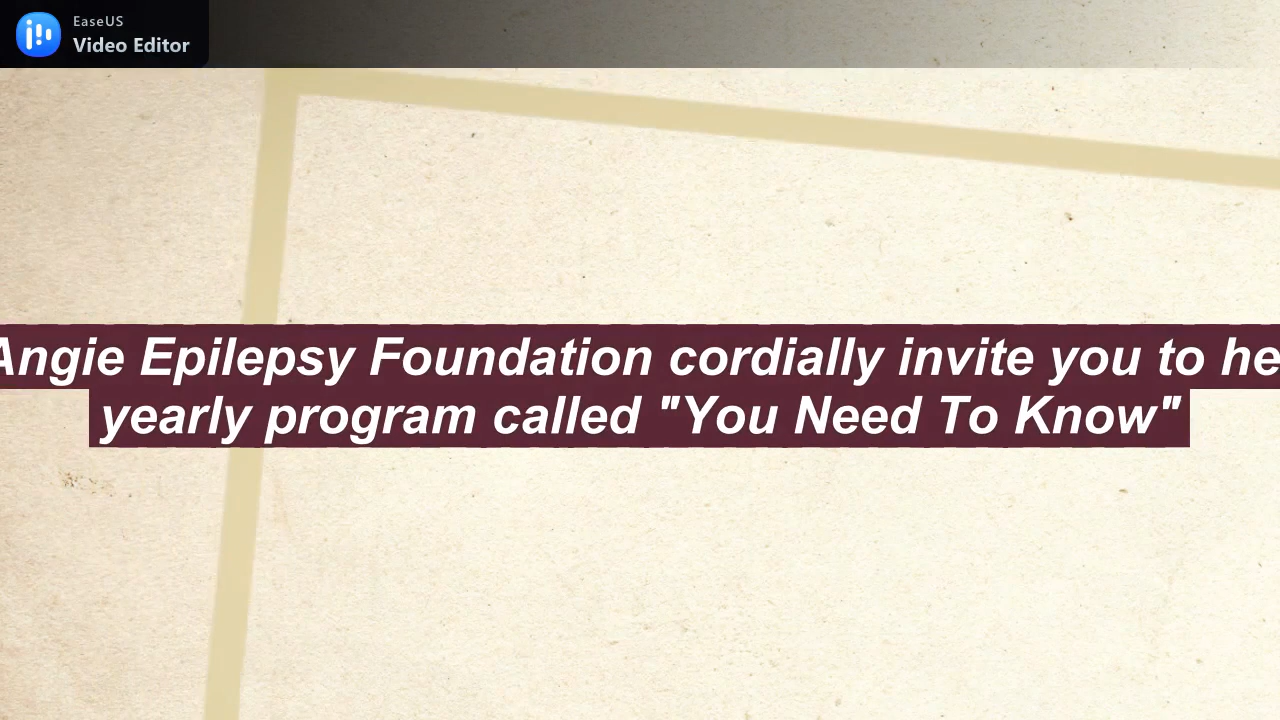 EaseUS
Video Editor
Angie Epilepsy Foundation cordially invite you to he
yearly program called "You Need To Know"